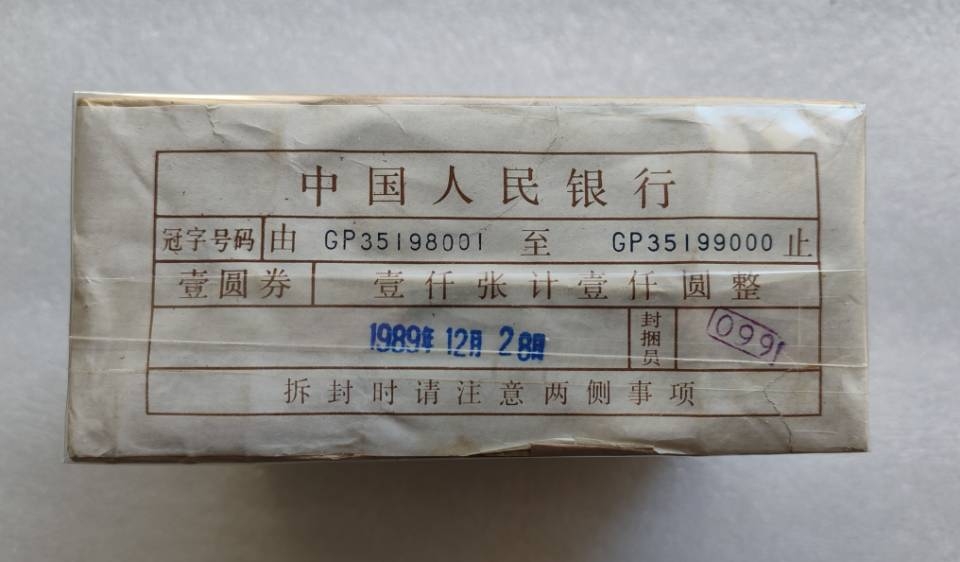 中国人民银行
冠字号码 由 GP35198001 至 GP35199000 止
壹圆券 壹仟张计壹仟圆整
1989年 12月 28日 封捆员 0991
拆封时请注意两侧事项